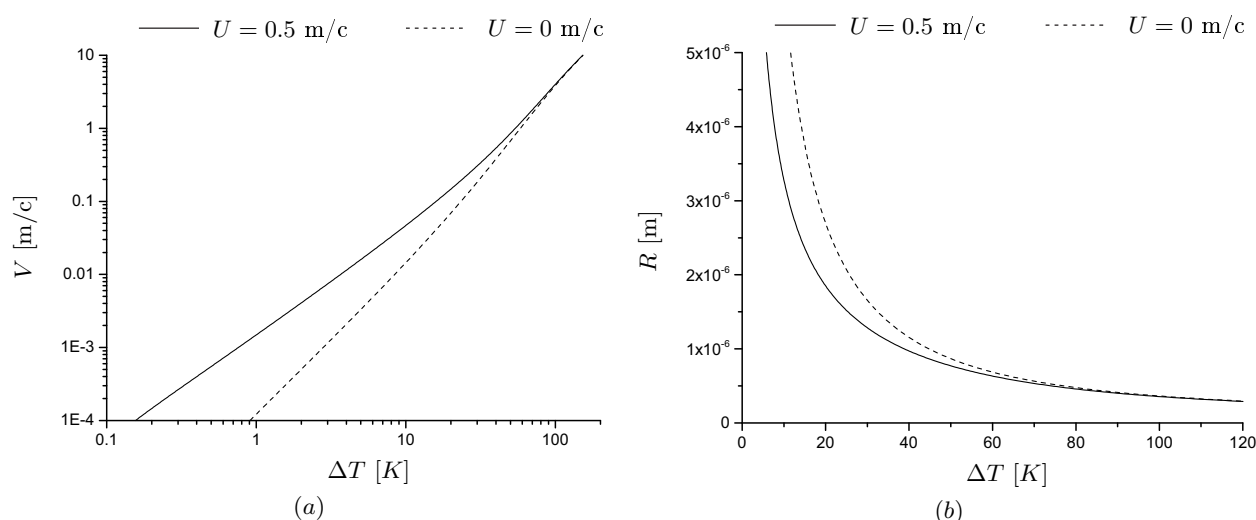 U = 0.5 m/c U = 0 m/c
10
1
0.1
0.01
1E-3
1E-4
V [m/c]
0.1 1 10 100
ΔT [K]
(a)
U = 0.5 m/c U = 0 m/c
5x10⁻⁶
4x10⁻⁶
3x10⁻⁶
2x10⁻⁶
1x10⁻⁶
0
R [m]
0 20 40 60 80 100 120
ΔT [K]
(b)